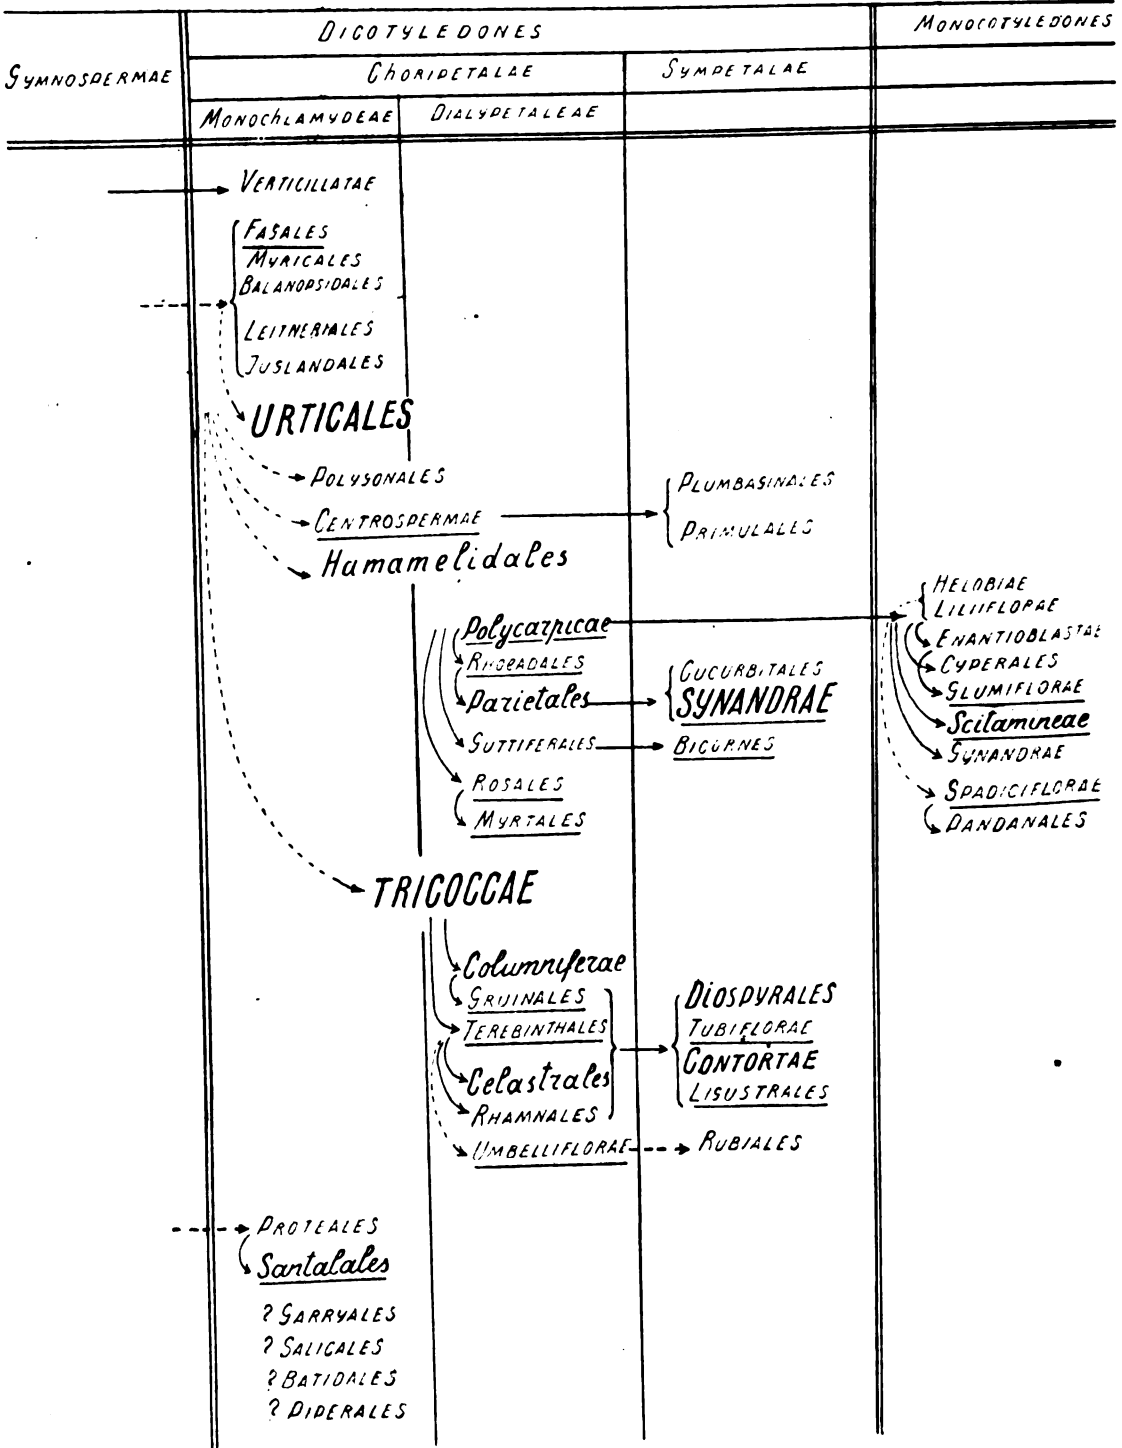 DICOTYLEDONES
MONOCOTYLEDONES
GYMNOSPERMAE
CHORIPETALAE
SYMPETALAE
MONOCHLAMYDEAE
DIALYPETALEAE
VERTICILLATAE
FAGALES
MYRICALES
BALANOPSIDALES
LEITNERIALES
JUGLANDALES
URTICALES
POLYGONALES
CENTROSPERMAE
Hamamelidales
PLUMBAGINALES
PRIMULALES
Polycarpicae
RHOEADALES
Parietales
GUTTIFERALES
ROSALES
MYRTALES
CUCURBITALES
SYNANDRAE
BICORNES
HELOBIAE
LILIIFLORAE
ENANTIOBLASTAE
CYPERALES
GLUMIFLORAE
Scitamineae
GYNANDRAE
SPADICIFLORAE
PANDANALES
TRICOCCAE
Columniferae
GRUINALES
TEREBINTHALES
Celastrales
RHAMNALES
UMBELLIFLORAE
DIOSPYRALES
TUBIFLORAE
CONTORTAE
LIGUSTRALES
RUBIALES
PROTEALES
Santalales
? GARRYALES
? SALICALES
? BATIDALES
? PIPERALES